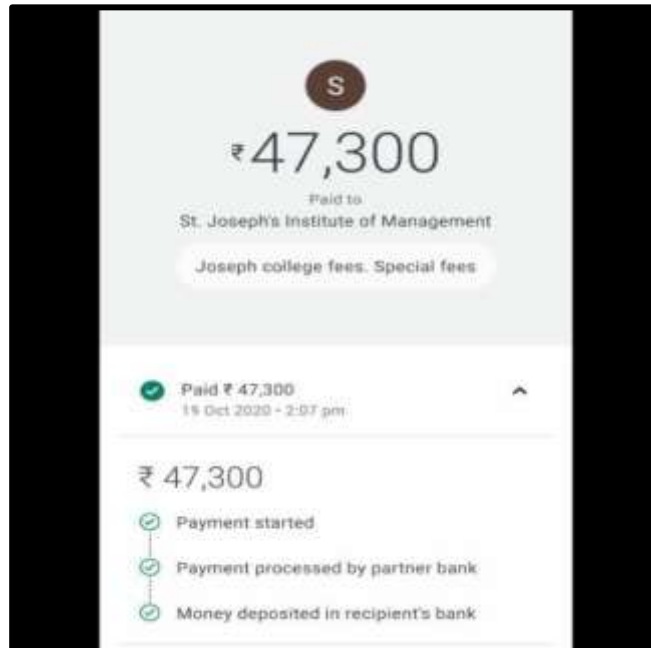 S
₹47,300
Paid to
St. Joseph's Institute of Management
Joseph college fees. Special fees
Paid ₹ 47,300
Oct 2020 - 2:07 pm
₹ 47,300
Payment started
Payment processed by partner bank
Money deposited in recipient's bank